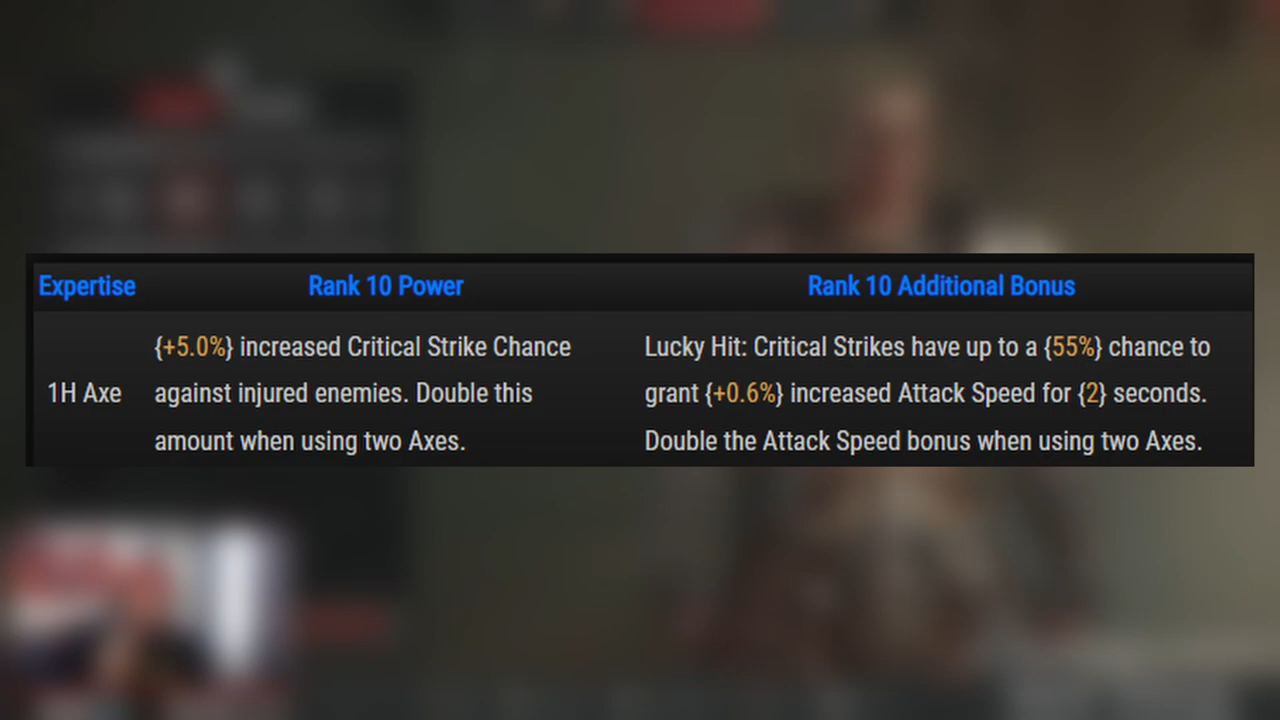 Expertise Rank 10 Power Rank 10 Additional Bonus
{+5.0%} increased Critical Strike Chance
against injured enemies. Double this
amount when using two Axes.
1H Axe
Lucky Hit: Critical Strikes have up to a {55%} chance to
grant {+0.6%} increased Attack Speed for {2} seconds.
Double the Attack Speed bonus when using two Axes.